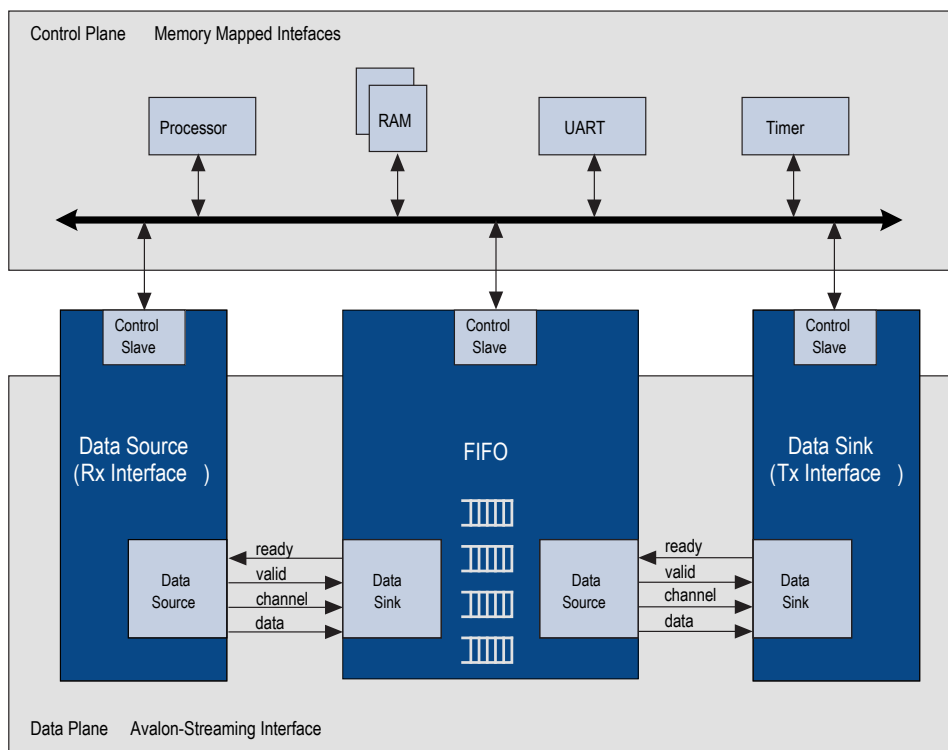 Control Plane Memory Mapped Intefaces
Processor
RAM
UART
Timer
Control
Slave
Control
Slave
Control
Slave
Data Source
(Rx Interface )
FIFO
Data Sink
(Tx Interface )
Data
Source
ready
valid
channel
data
Data
Sink
Data
Source
ready
valid
channel
data
Data
Sink
Data Plane Avalon-Streaming Interface